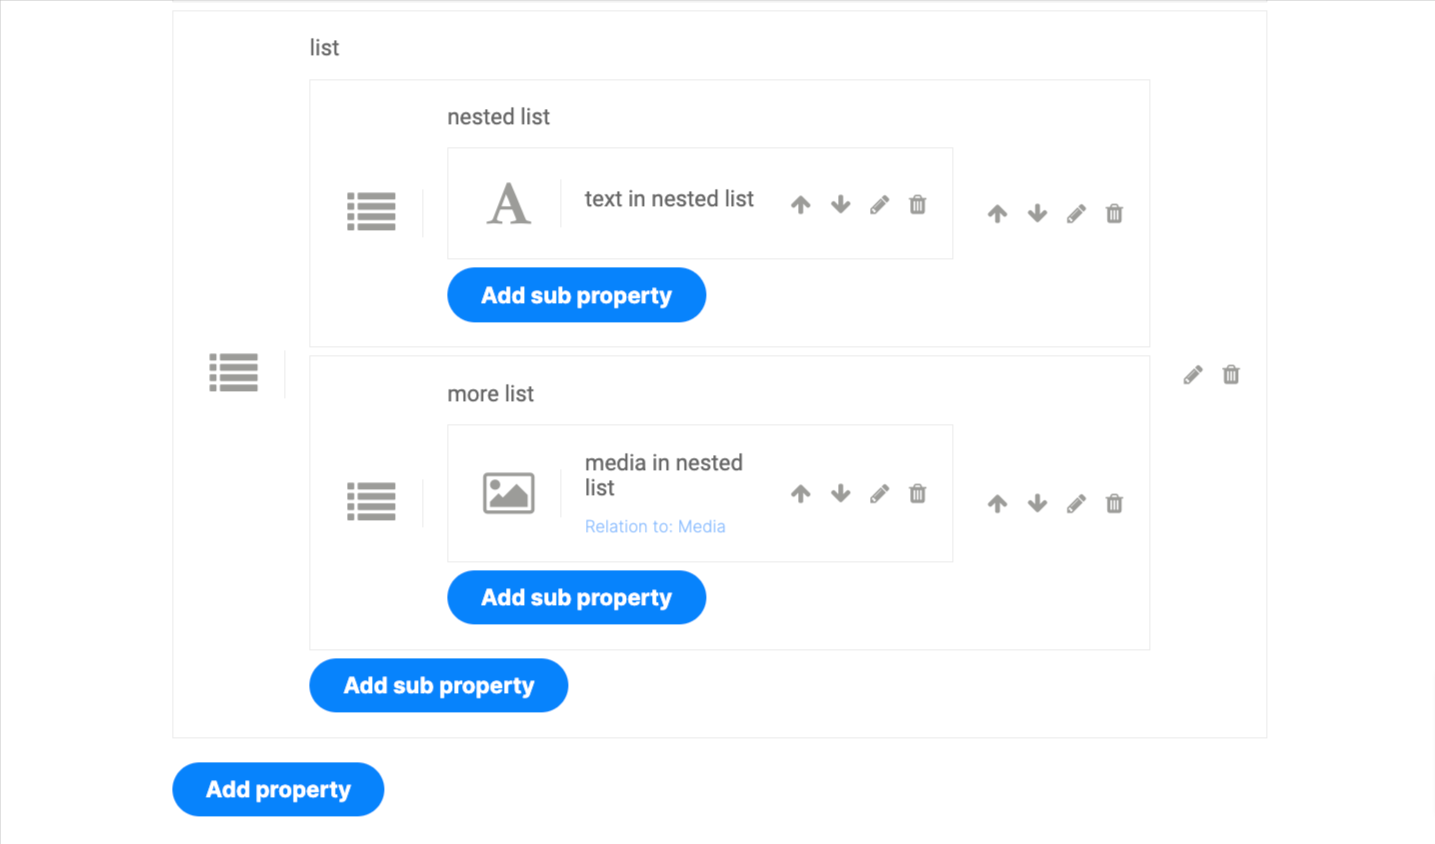 list
nested list
text in nested list
Add sub property
more list
media in nested
list
Relation to: Media
Add sub property
Add sub property
Add property